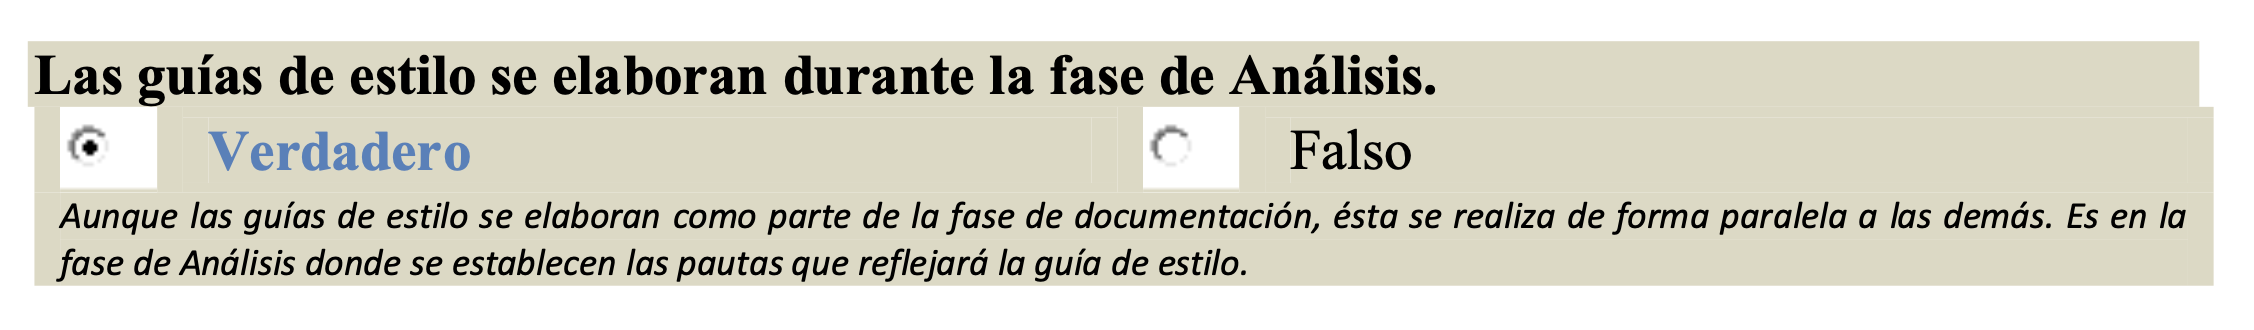 Las guías de estilo se elaboran durante la fase de Análisis.
Verdadero Falso
Aunque las guías de estilo se elaboran como parte de la fase de documentación, ésta se realiza de forma paralela a las demás. Es en la
fase de Análisis donde se establecen las pautas que reflejará la guía de estilo.